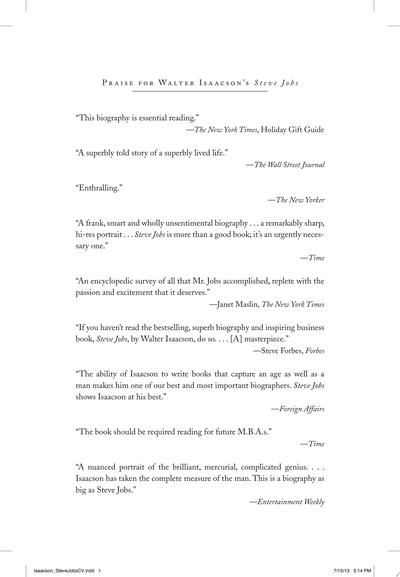 Praise for Walter Isaacson's Steve Jobs
“This biography is essential reading.”
—The New York Times, Holiday Gift Guide
“A superbly told story of a superbly lived life.”
—The Wall Street Journal
“Enthralling.”
—The New Yorker
“A frank, smart and wholly unsentimental biography . . . a remarkably sharp,
hi-res portrait . . . Steve Jobs is more than a good book; it’s an urgently neces-
sary one.”
—Time
“An encyclopedic survey of all that Mr. Jobs accomplished, replete with the
passion and excitement that it deserves.”
—Janet Maslin, The New York Times
“If you haven’t read the bestselling, superb biography and inspiring business
book, Steve Jobs, by Walter Isaacson, do so. . . . [A] masterpiece.”
—Steve Forbes, Forbes
“The ability of Isaacson to write books that capture an age as well as a
man makes him one of our best and most important biographers. Steve Jobs
shows Isaacson at his best.”
—Foreign Affairs
“The book should be required reading for future M.B.A.s.”
—Time
“A nuanced portrait of the brilliant, mercurial, complicated genius. . . .
Isaacson has taken the complete measure of the man. This is a biography as
big as Steve Jobs.”
—Entertainment Weekly
Isaacson_SteveJobsCV.indd 1
7/15/13 5:14 PM